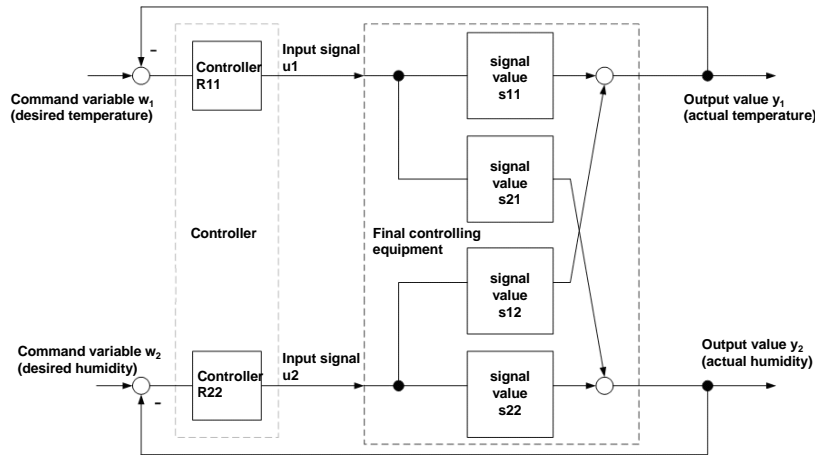 –
Command variable w₁
(desired temperature)
Controller
R11
Input signal
u1
signal
value
s11
Output value y₁
(actual temperature)
signal
value
s21
Controller
Final controlling
equipment
signal
value
s12
Command variable w₂
(desired humidity)
Controller
R22
Input signal
u2
signal
value
s22
Output value y₂
(actual humidity)
–